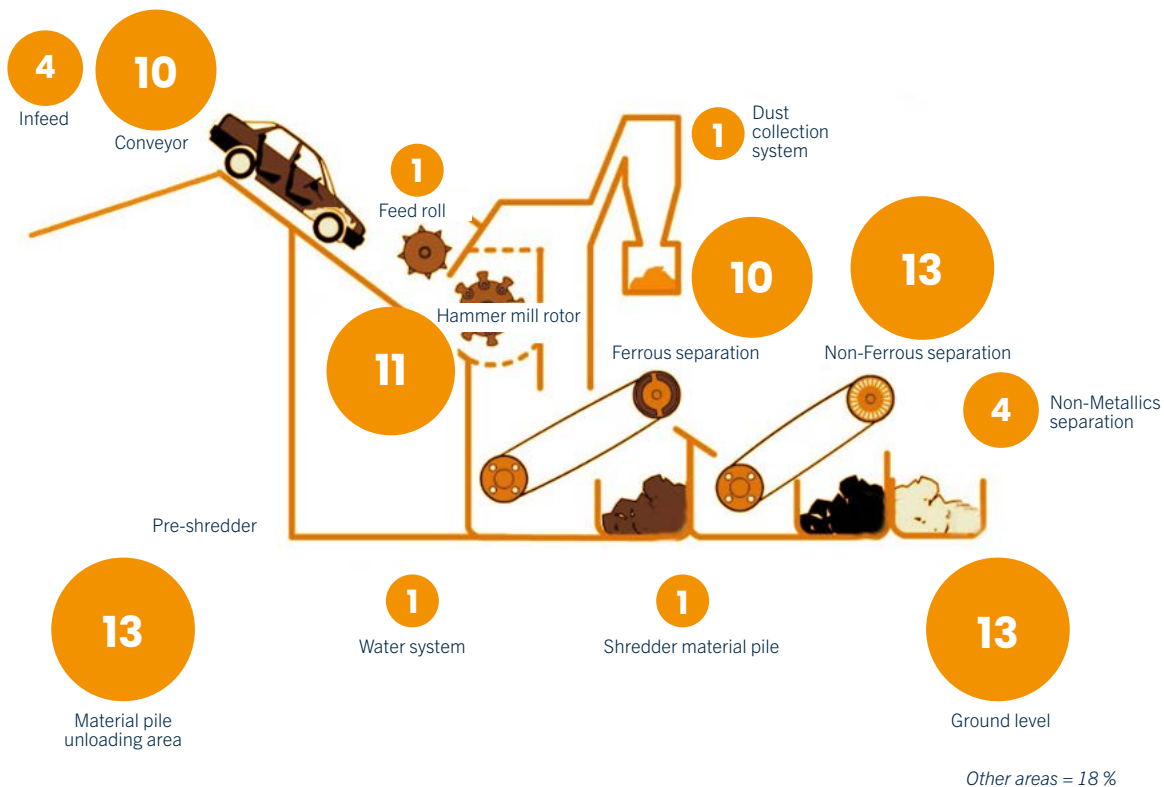 4
Infeed
10
Conveyor
1
Feed roll
1
Dust
collection
system
Hammer mill rotor
11
10
Ferrous separation
13
Non-Ferrous separation
4
Non-Metallics
separation
Pre-shredder
13
Material pile
unloading area
1
Water system
1
Shredder material pile
13
Ground level
Other areas = 18 %